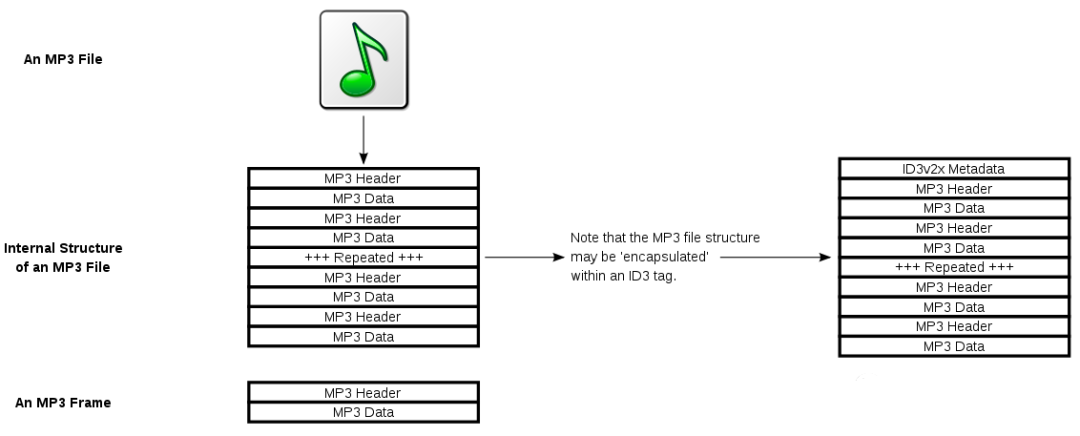 An MP3 File
Internal Structure
of an MP3 File
MP3 Header
MP3 Data
MP3 Header
MP3 Data
+++ Repeated +++
MP3 Header
MP3 Data
MP3 Header
MP3 Data
Note that the MP3 file structure
may be 'encapsulated'
within an ID3 tag.
ID3v2x Metadata
MP3 Header
MP3 Data
MP3 Header
MP3 Data
+++ Repeated +++
MP3 Header
MP3 Data
MP3 Header
MP3 Data
An MP3 Frame
MP3 Header
MP3 Data